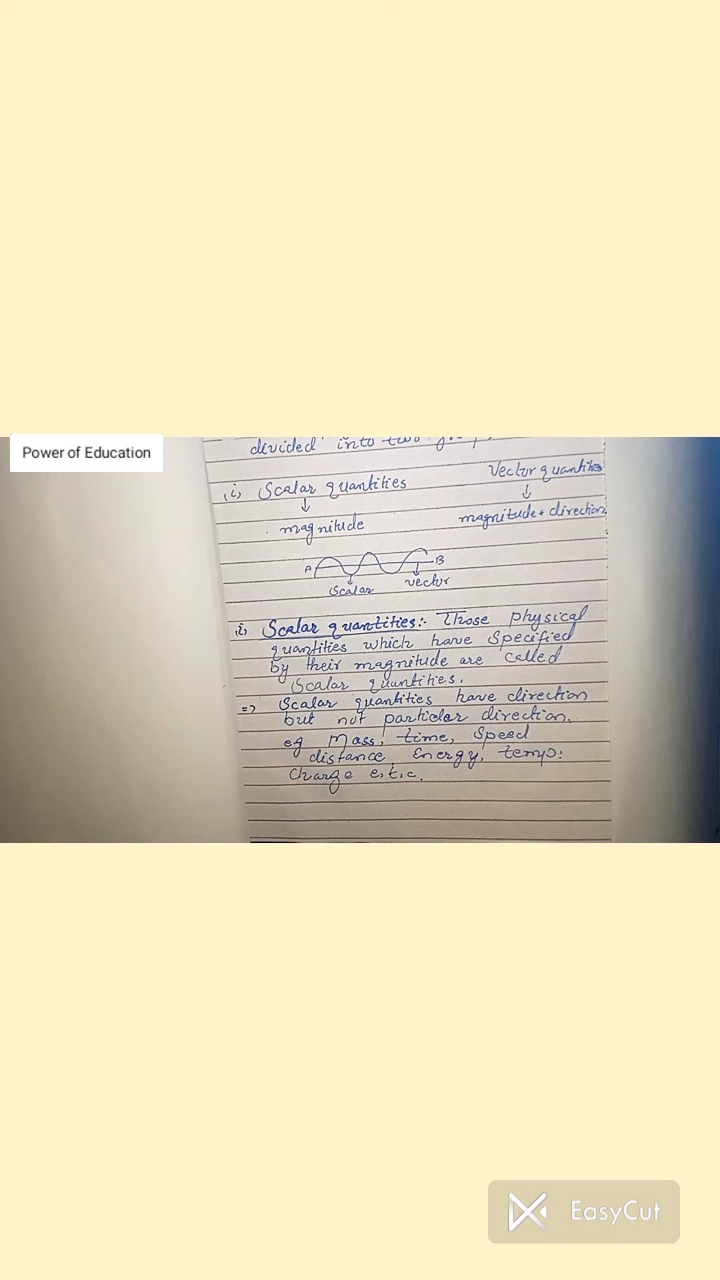 Power of Education
divided into two
(i) Scalar quantities Vector quantities
magnitude magnitude + direction
A B
Scalar vector
(i) Scalar quantities:- Those physical
quantities which have Specified
by their magnitude are called
Scalar quantities.
=> Scalar quantities have direction
but not particlar direction.
eg Mass, time, Speed
distance, Energy, temp:
Charge e.t.c.
EasyCut